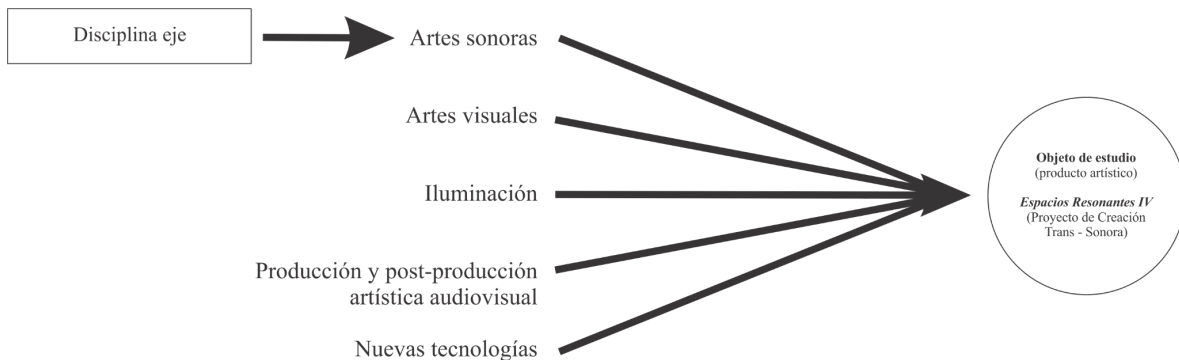 Disciplina eje
Artes sonoras
Artes visuales
Iluminación
Producción y post-producción
artística audiovisual
Nuevas tecnologías
Objeto de estudio
(producto artístico)
Espacios Resonantes IV
(Proyecto de Creación
Trans - Sonora)